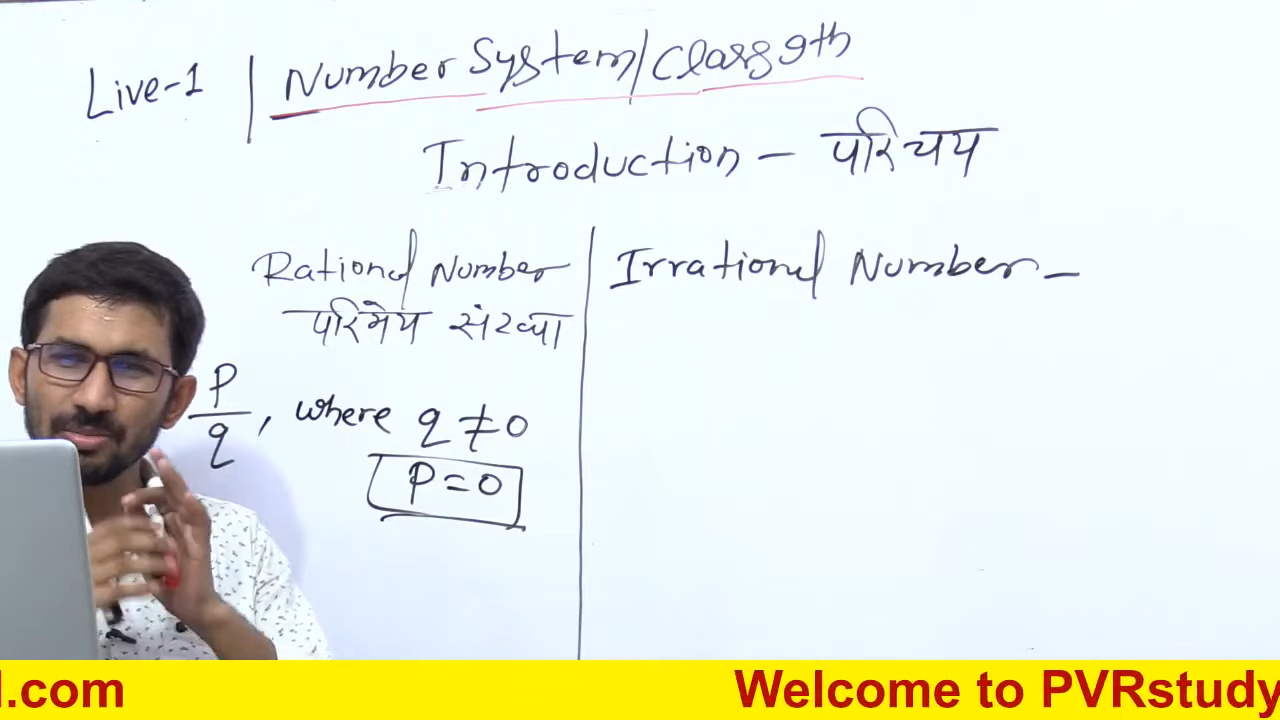 Live-1 | Number System/Class 9th
Introduction – परिचय
Rational Number
परिमेय संख्या
P/q, where q ≠ 0
P = 0
Irrational Number –
l.com Welcome to PVRstudy